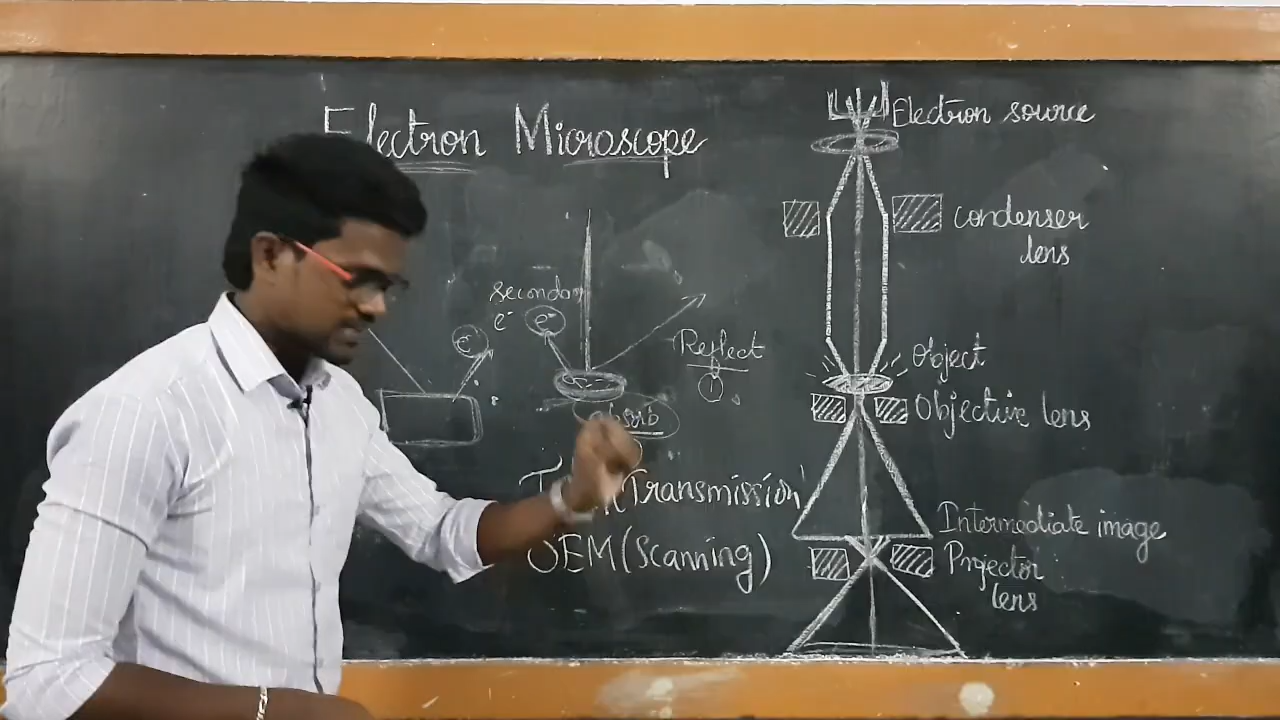 Electron Microscope
Electron source
condenser
lens
secondary
e⁻
e⁻
e⁻
Reflect
Object
Objective lens
(Transmission)
SEM (Scanning)
Intermediate image
Projector
lens